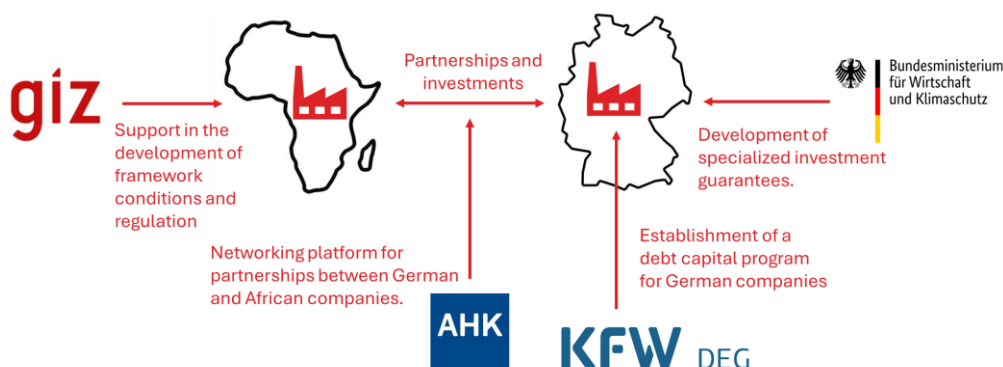 giz
Support in the
development of
framework
conditions and
regulation
Partnerships and
investments
Bundesministerium
für Wirtschaft
und Klimaschutz
Development of
specialized investment
guarantees.
Networking platform for
partnerships between German
and African companies.
AHK
Establishment of a
debt capital program
for German companies
KFW DEG